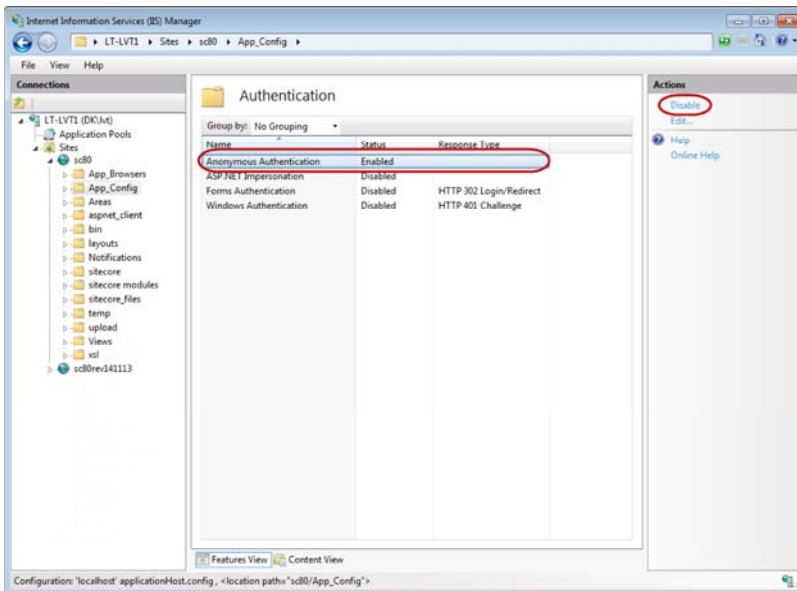 Internet Information Services (IIS) Manager
LT-LVT1 Sites sc80 App_Config
File View Help
Connections
LT-LVT1 (DK\lvt)
Application Pools
Sites
sc80
App_Browsers
App_Config
Areas
aspnet_client
bin
layouts
Notifications
sitecore
sitecore modules
sitecore_files
temp
upload
Views
xsl
sc80rev141113
Authentication
Group by: No Grouping
Name Status Response Type
Anonymous Authentication Enabled
ASP.NET Impersonation Disabled
Forms Authentication Disabled HTTP 302 Login/Redirect
Windows Authentication Disabled HTTP 401 Challenge
Features View Content View
Actions
Disable
Edit...
Help
Online Help
Configuration: 'localhost' applicationHost.config , <location path="sc80/App_Config">